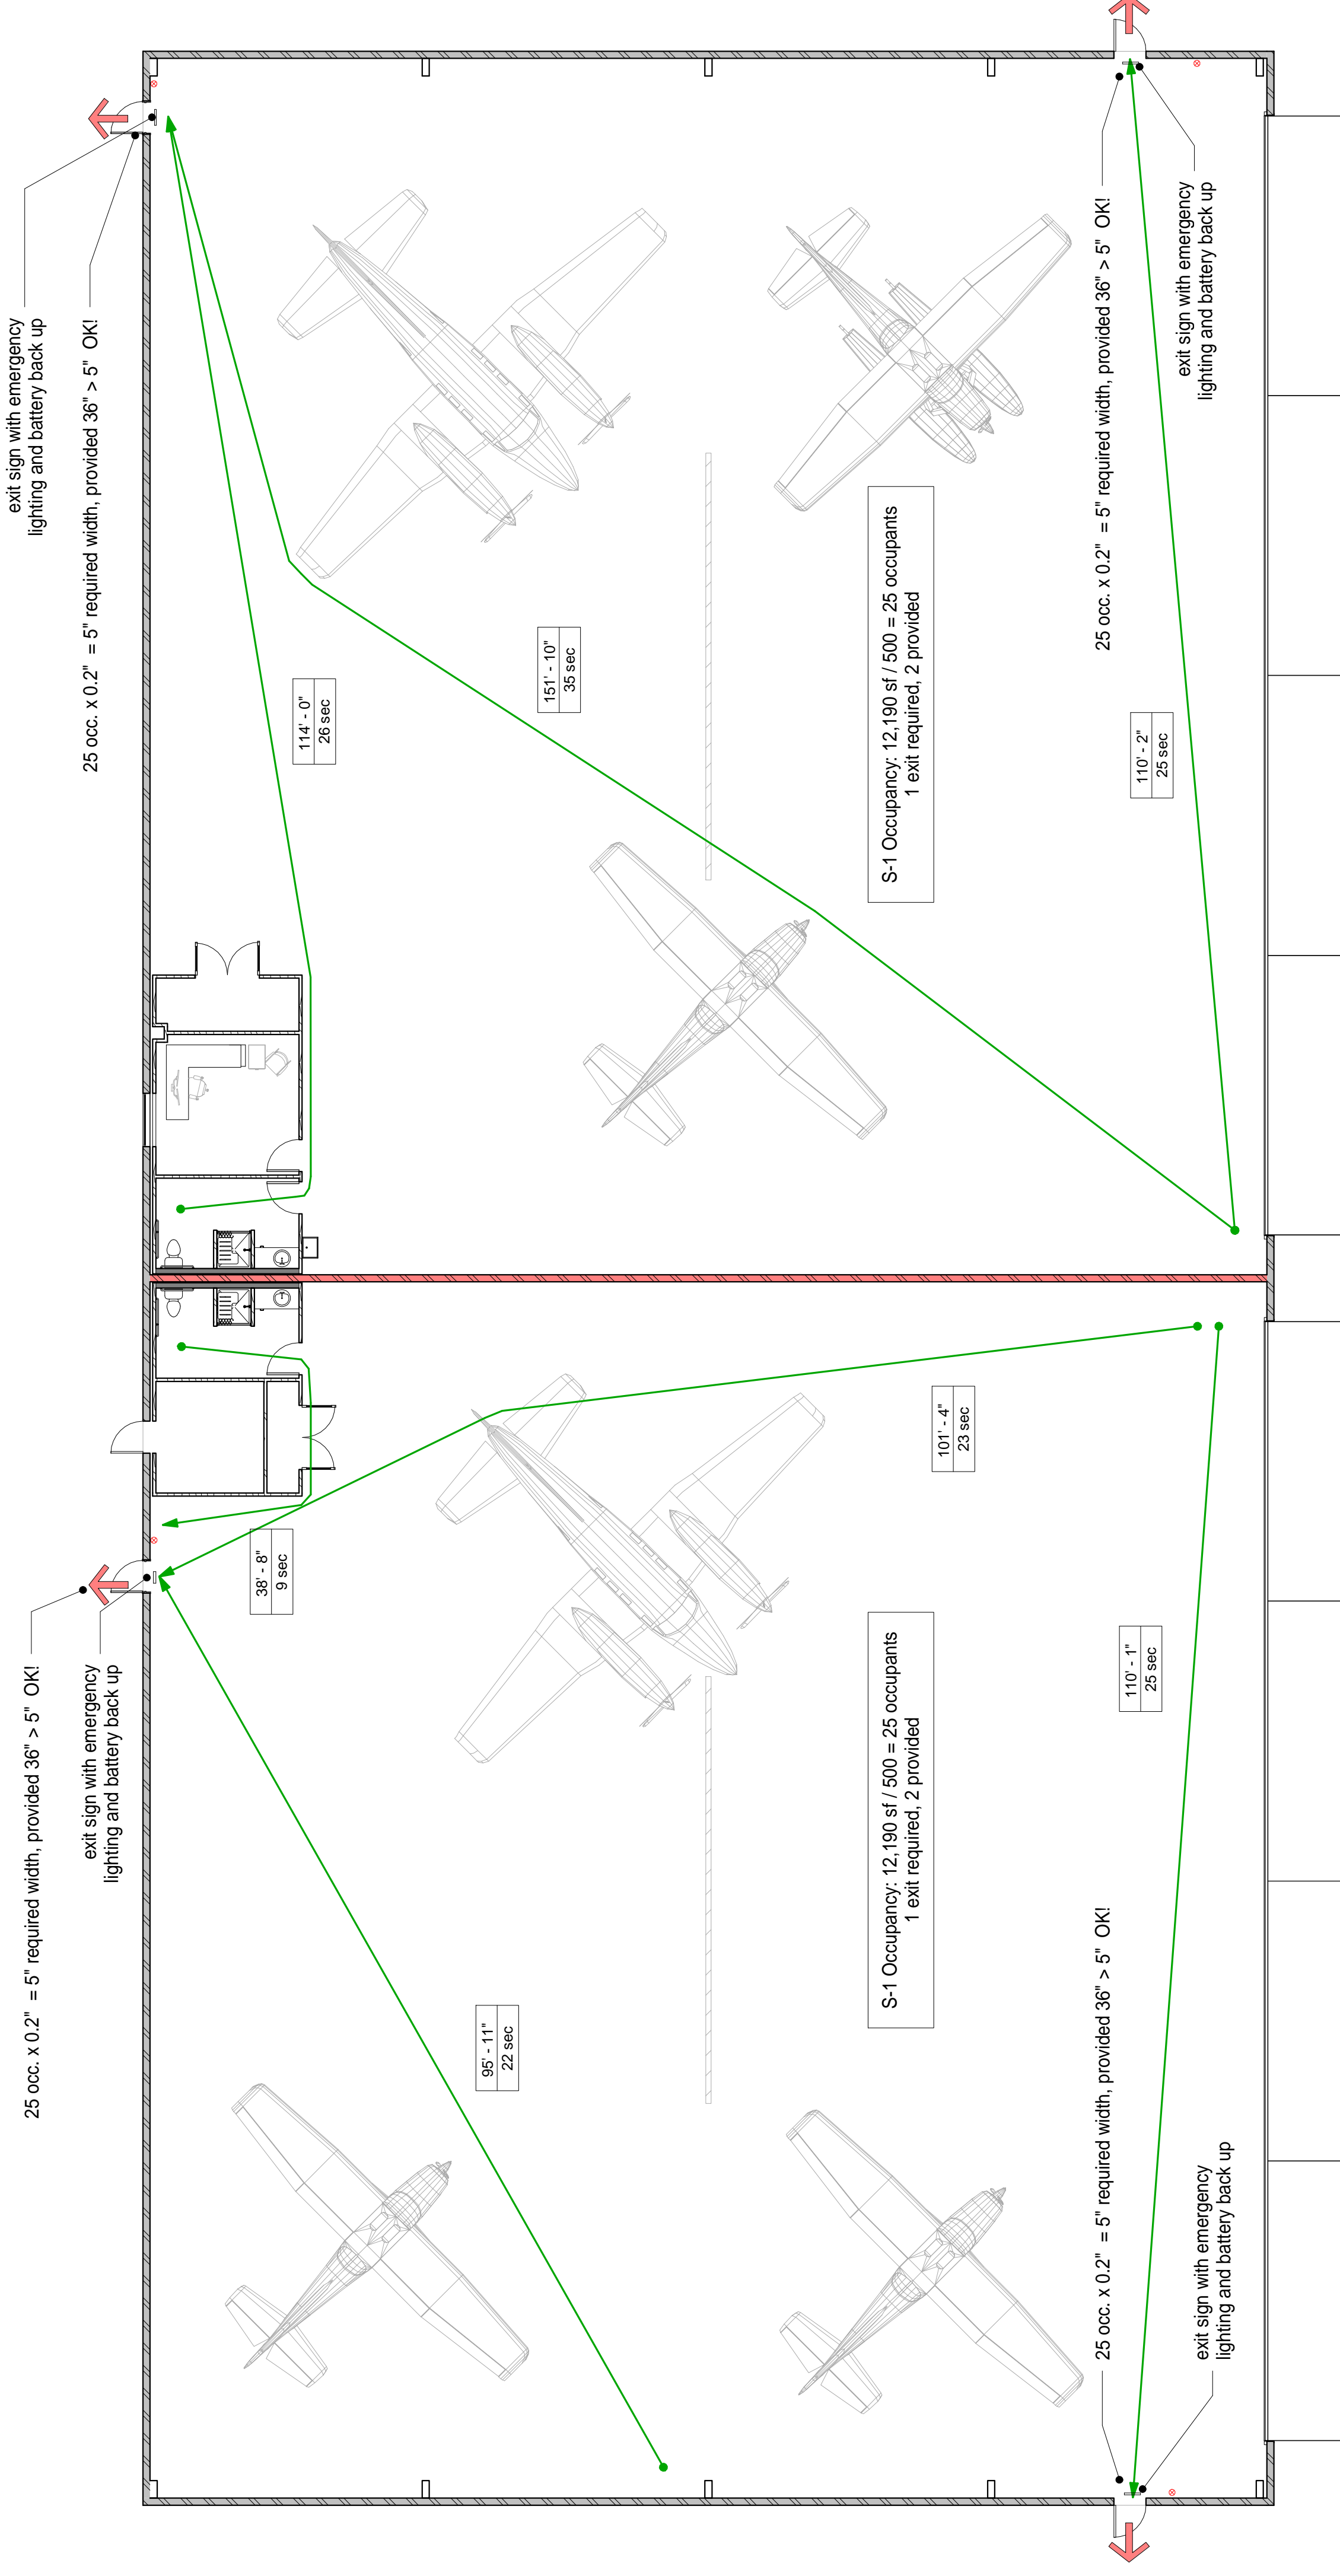 25 occ. x 0.2" = 5" required width, provided 36" > 5" OK!
exit sign with emergency
lighting and battery back up
exit sign with emergency
lighting and battery back up
25 occ. x 0.2" = 5" required width, provided 36" > 5" OK!
38' - 8"
9 sec
114' - 0"
26 sec
95' - 11"
22 sec
151' - 10"
35 sec
S-1 Occupancy: 12,190 sf / 500 = 25 occupants
1 exit required, 2 provided
S-1 Occupancy: 12,190 sf / 500 = 25 occupants
1 exit required, 2 provided
101' - 4"
23 sec
25 occ. x 0.2" = 5" required width, provided 36" > 5" OK!
25 occ. x 0.2" = 5" required width, provided 36" > 5" OK!
110' - 1"
25 sec
110' - 2"
25 sec
exit sign with emergency
lighting and battery back up
exit sign with emergency
lighting and battery back up